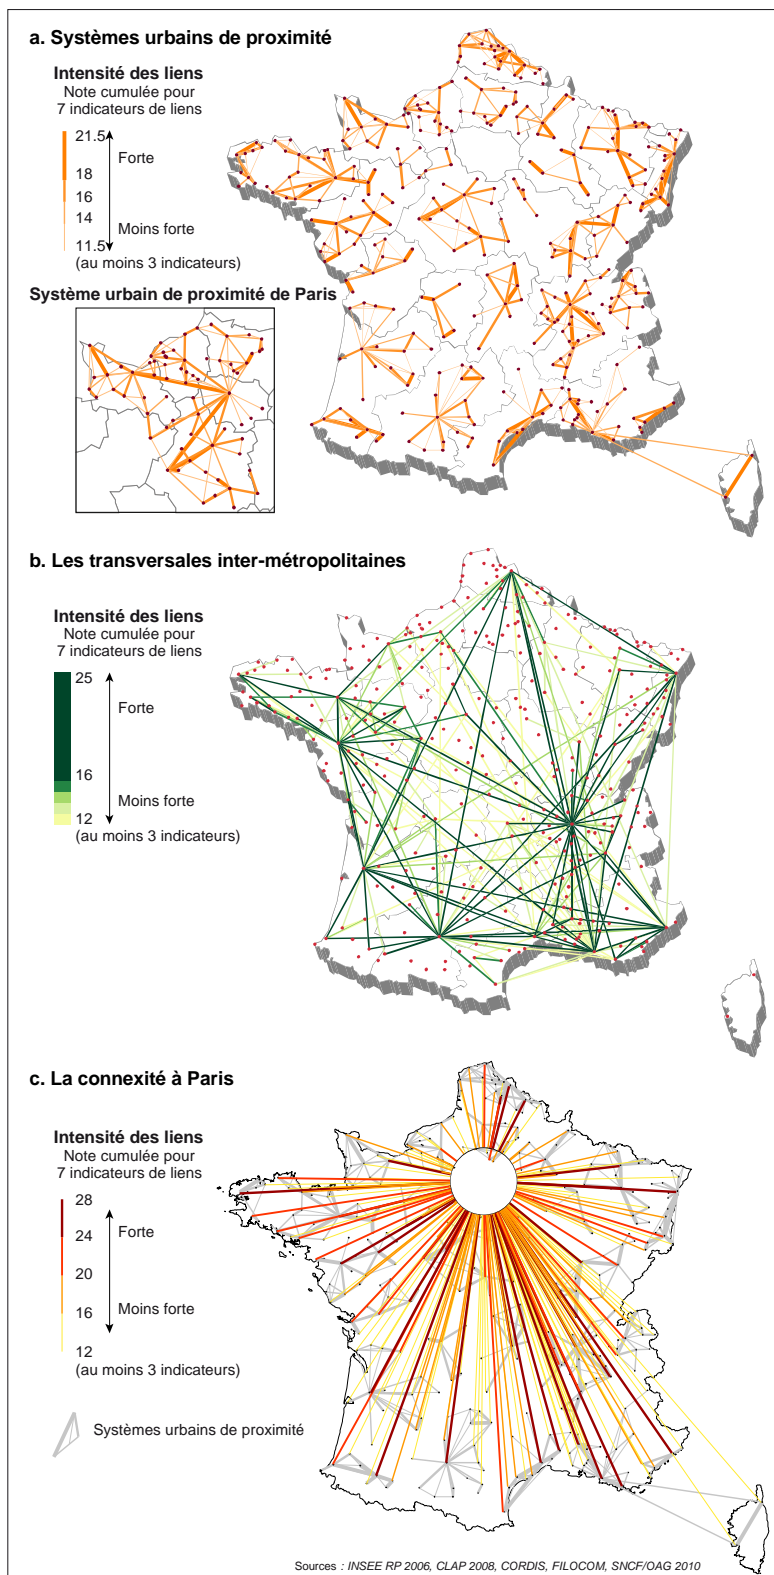 a. Systèmes urbains de proximité
Intensité des liens
Note cumulée pour
7 indicateurs de liens
21.5
Forte
18
16
14
Moins forte
11.5
(au moins 3 indicateurs)
Système urbain de proximité de Paris
b. Les transversales inter-métropolitaines
Intensité des liens
Note cumulée pour
7 indicateurs de liens
25
Forte
16
Moins forte
12
(au moins 3 indicateurs)
c. La connexité à Paris
Intensité des liens
Note cumulée pour
7 indicateurs de liens
28
Forte
24
20
16
Moins forte
12
(au moins 3 indicateurs)
Systèmes urbains de proximité
Sources : INSEE RP 2006, CLAP 2008, CORDIS, FILOCOM, SNCF/OAG 2010